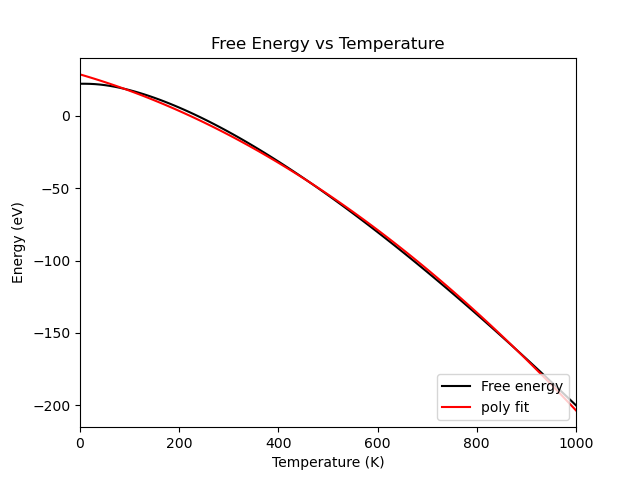 Free Energy vs Temperature
Energy (eV)
0
−50
−100
−150
−200
Free energy
poly fit
0
200
400
600
800
1000
Temperature (K)